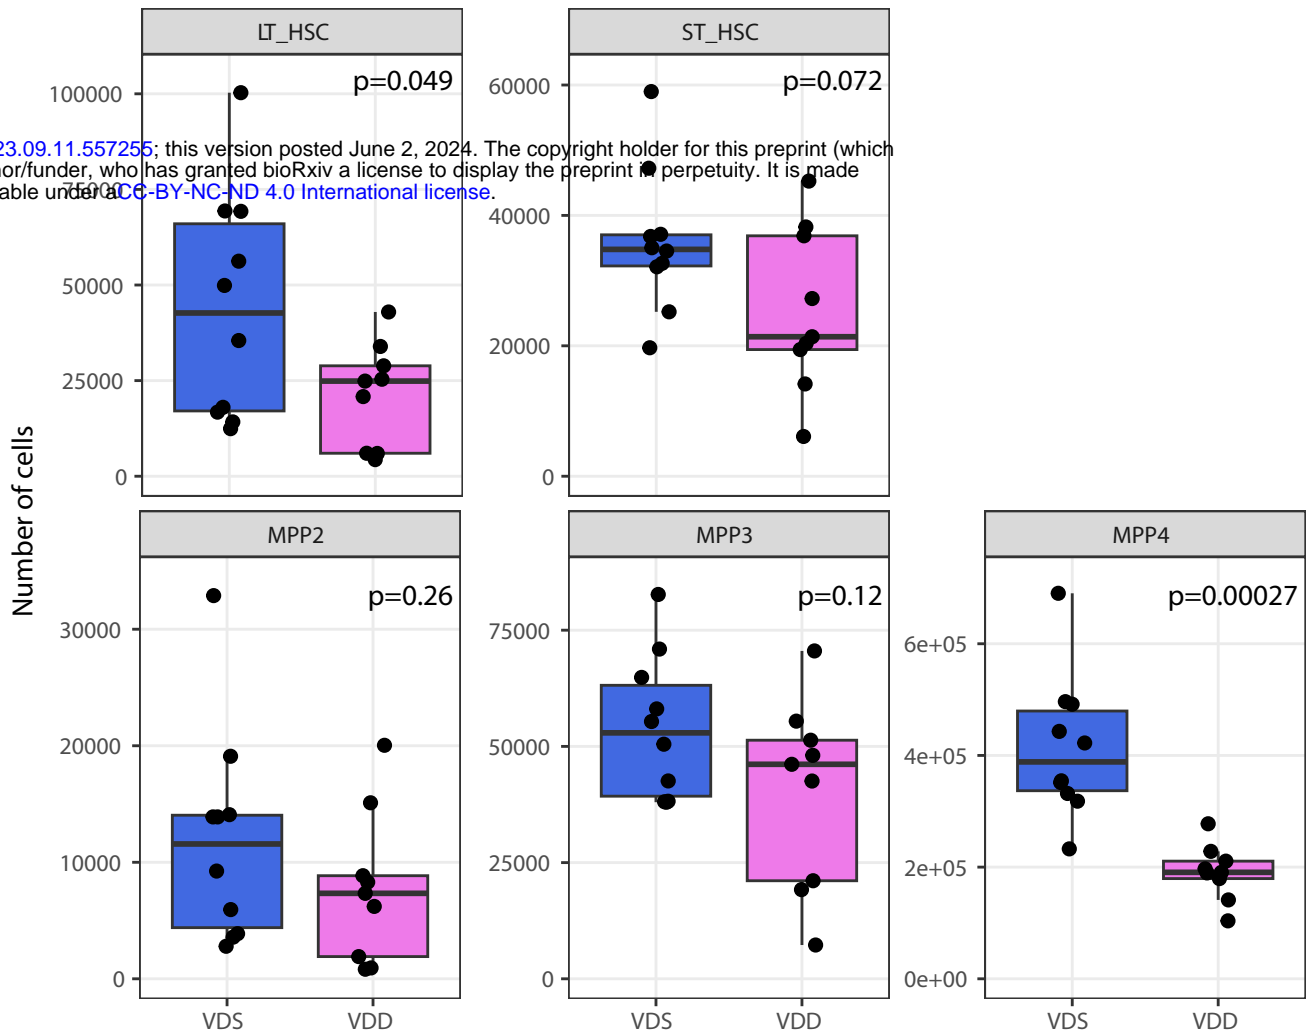 LT_HSC
ST_HSC
p=0.049
p=0.072
100000
75000
50000
25000
0
60000
40000
20000
0
23.09.11.557255; this version posted June 2, 2024. The copyright holder for this preprint (which
nor/funder, who has granted bioRxiv a license to display the preprint in perpetuity. It is made
able under aCC-BY-NC-ND 4.0 International license.
Number of cells
MPP2
MPP3
MPP4
p=0.26
p=0.12
p=0.00027
30000
20000
10000
0
75000
50000
25000
0
6e+05
4e+05
2e+05
0e+00
VDS
VDD
VDS
VDD
VDS
VDD